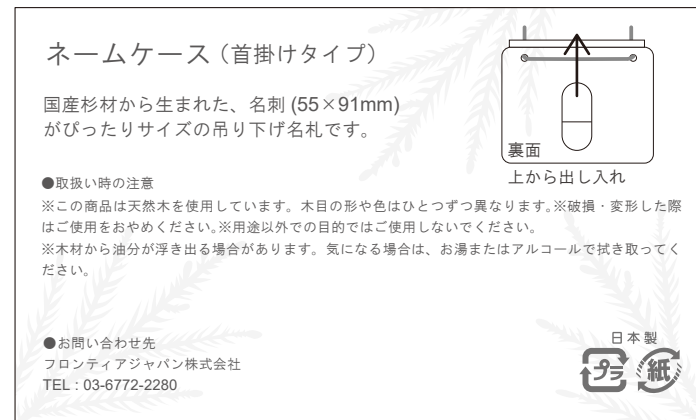 ネームケース（首掛けタイプ）
国産杉材から生まれた、名刺 (55×91mm)
がぴったりサイズの吊り下げ名札です。
裏面
上から出し入れ
●取扱い時の注意
※この商品は天然木を使用しています。木目の形や色はひとつずつ異なります。※破損・変形した際
はご使用をおやめください。※用途以外での目的ではご使用しないでください。
※木材から油分が浮き出る場合があります。気になる場合は、お湯またはアルコールで拭き取ってく
ださい。
●お問い合わせ先
フロンティアジャパン株式会社
TEL : 03-6772-2280
日本製
プラ 紙